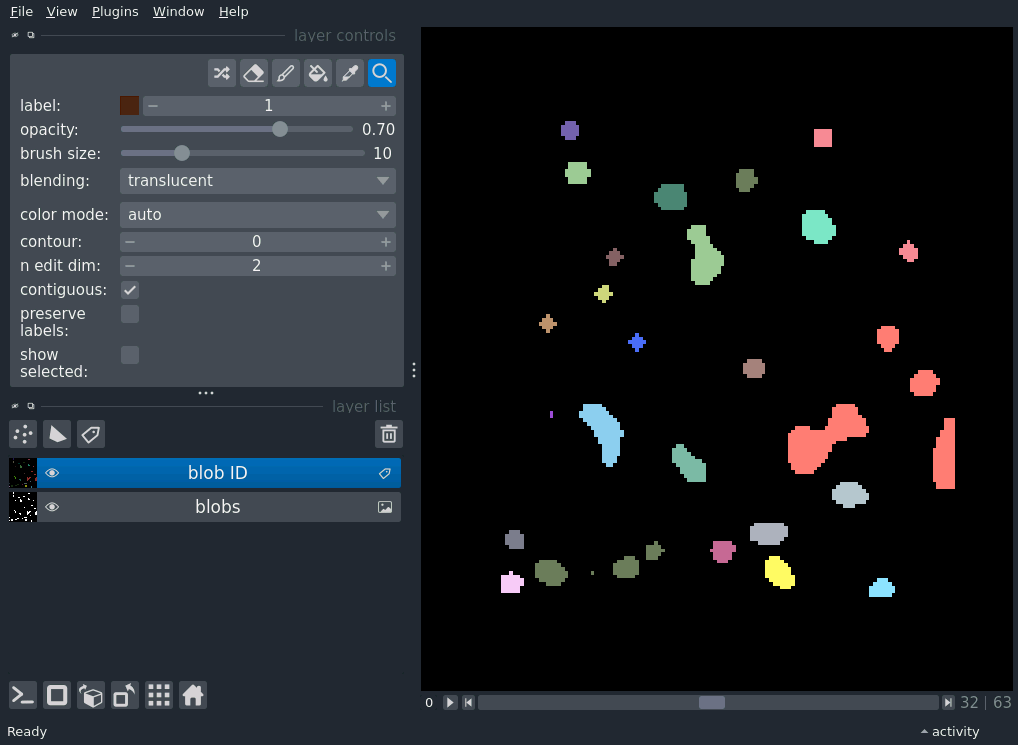 File View Plugins Window Help
layer controls
label: 1
opacity: 0.70
brush size: 10
blending: translucent
color mode: auto
contour: 0
n edit dim: 2
contiguous:
preserve
labels:
show
selected:
layer list
blob ID
blobs
0 32 | 63
Ready activity